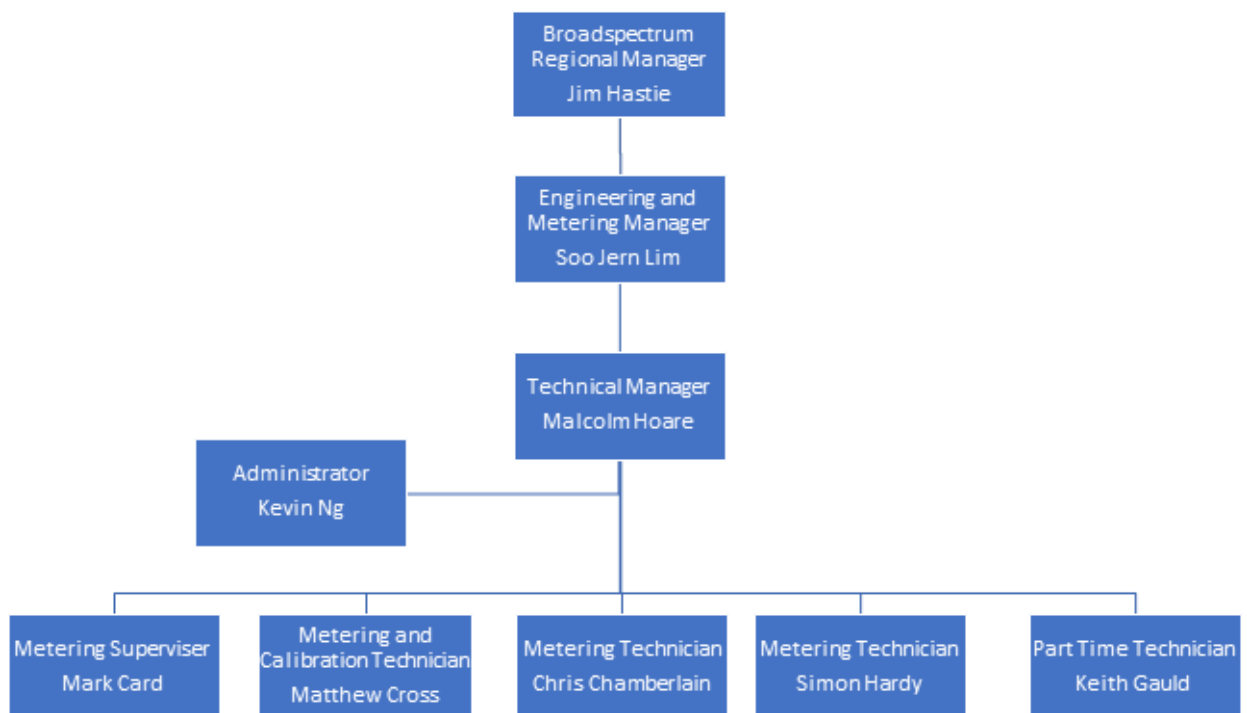 Broadspectrum
Regional Manager
Jim Hastie
Engineering and
Metering Manager
Soo Jern Lim
Technical Manager
Malcolm Hoare
Administrator
Kevin Ng
Metering Superviser
Mark Card
Metering and
Calibration Technician
Matthew Cross
Metering Technician
Chris Chamberlain
Metering Technician
Simon Hardy
Part Time Technician
Keith Gauld